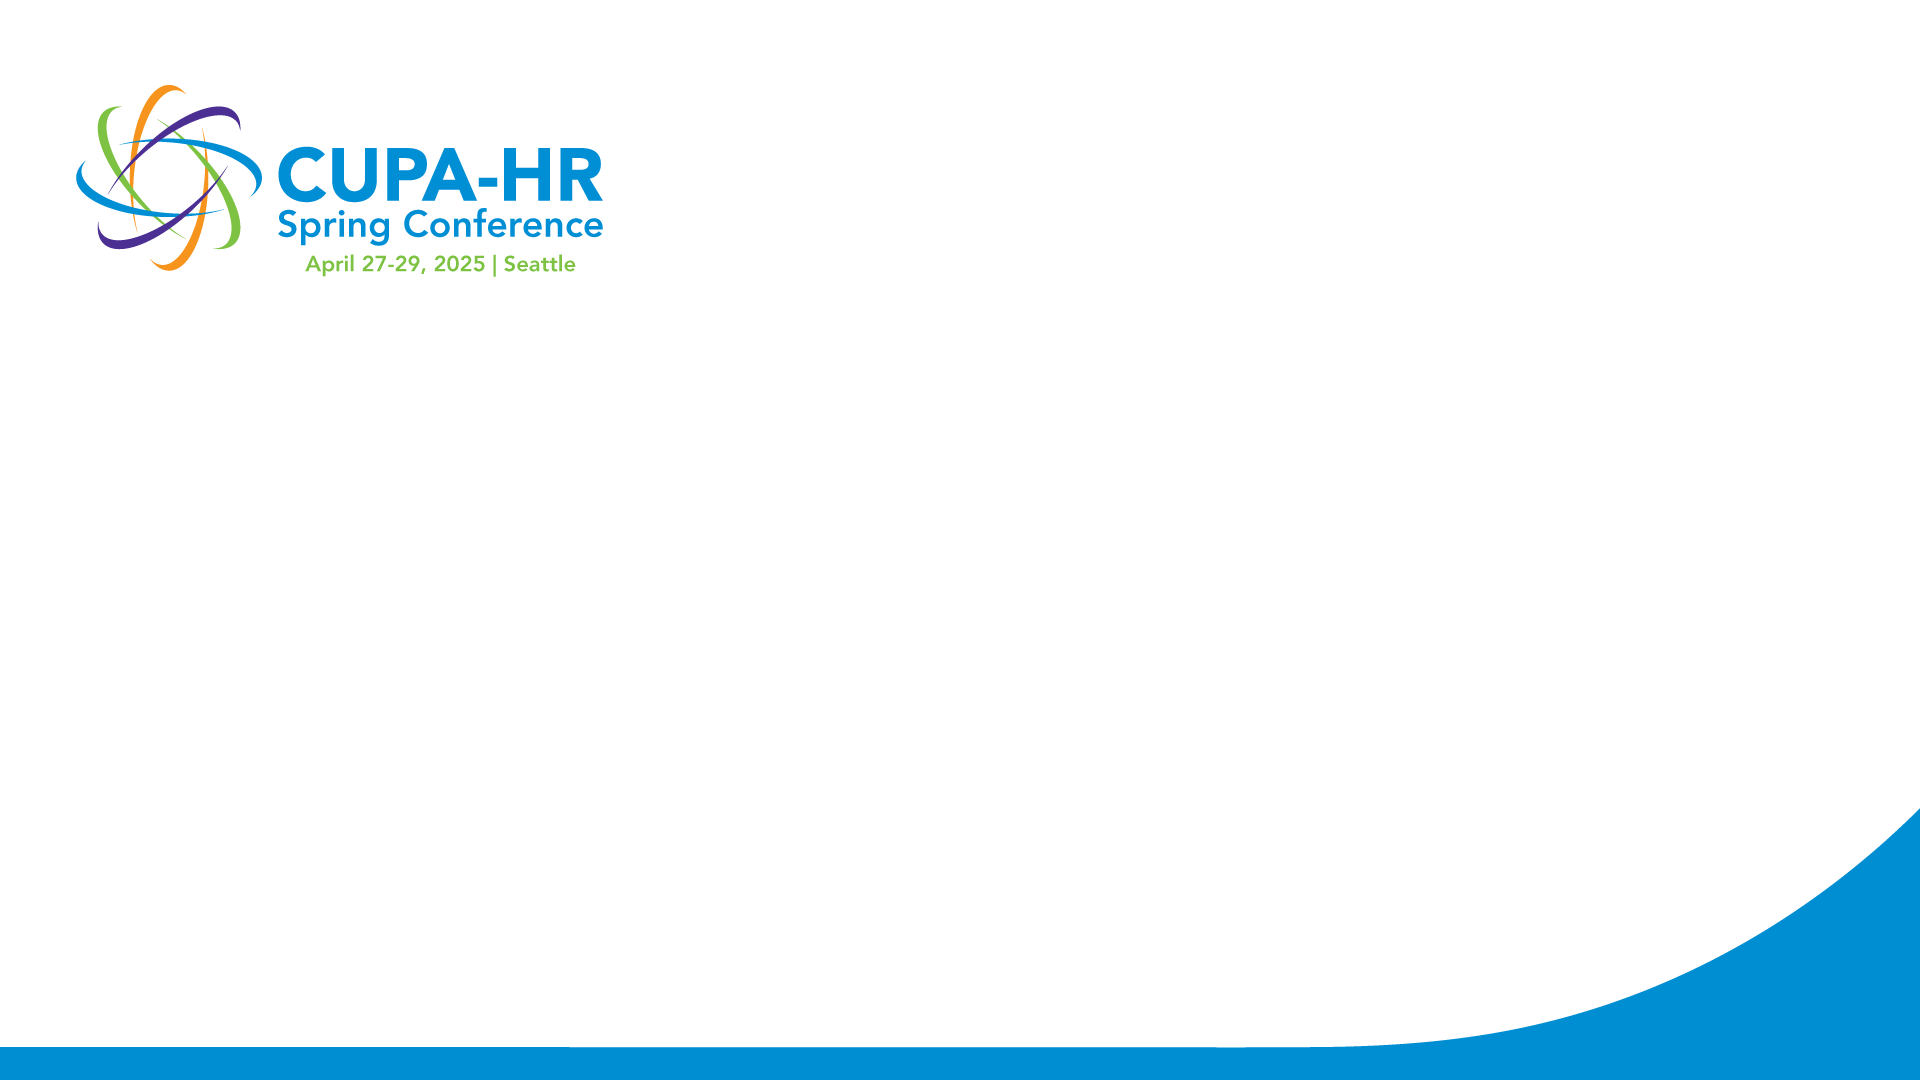 CUPA-HR
Spring Conference
April 27-29, 2025 | Seattle